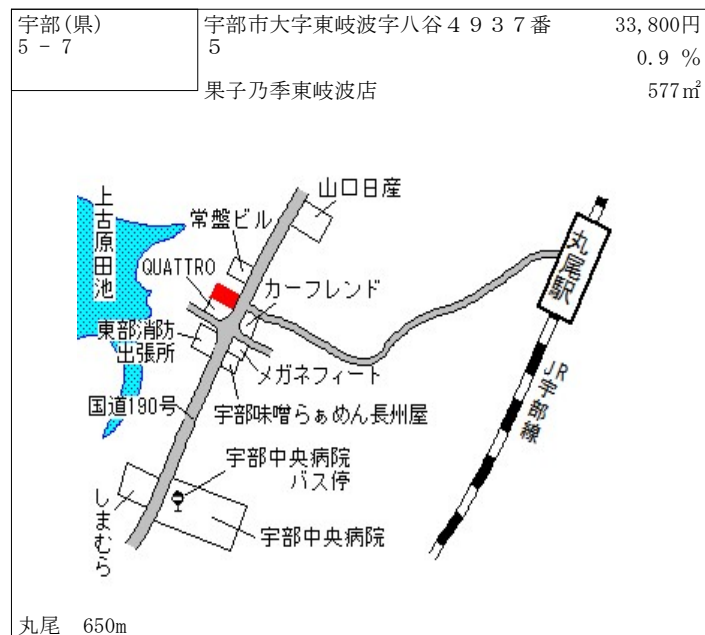 宇部(県)
5 - 7
宇部市大字東岐波字八谷４９３７番
5
33,800円
0.9 %
果子乃季東岐波店
577㎡
上古原田池
山口日産
常盤ビル
QUATTRO
カーフレンド
丸尾駅
東部消防
出張所
メガネフィート
JR宇部線
国道190号
宇部味噌らぁめん長州屋
宇部中央病院
バス停
しまむら
宇部中央病院
丸尾 650m